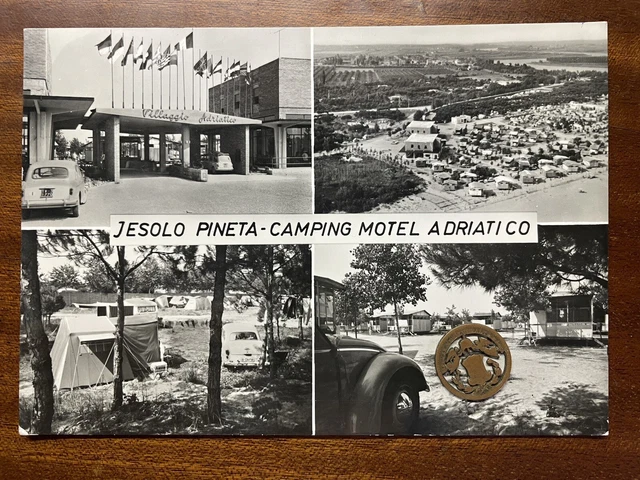 Villaggio Adriatico
JESOLO PINETA-CAMPING MOTEL ADRIATICO